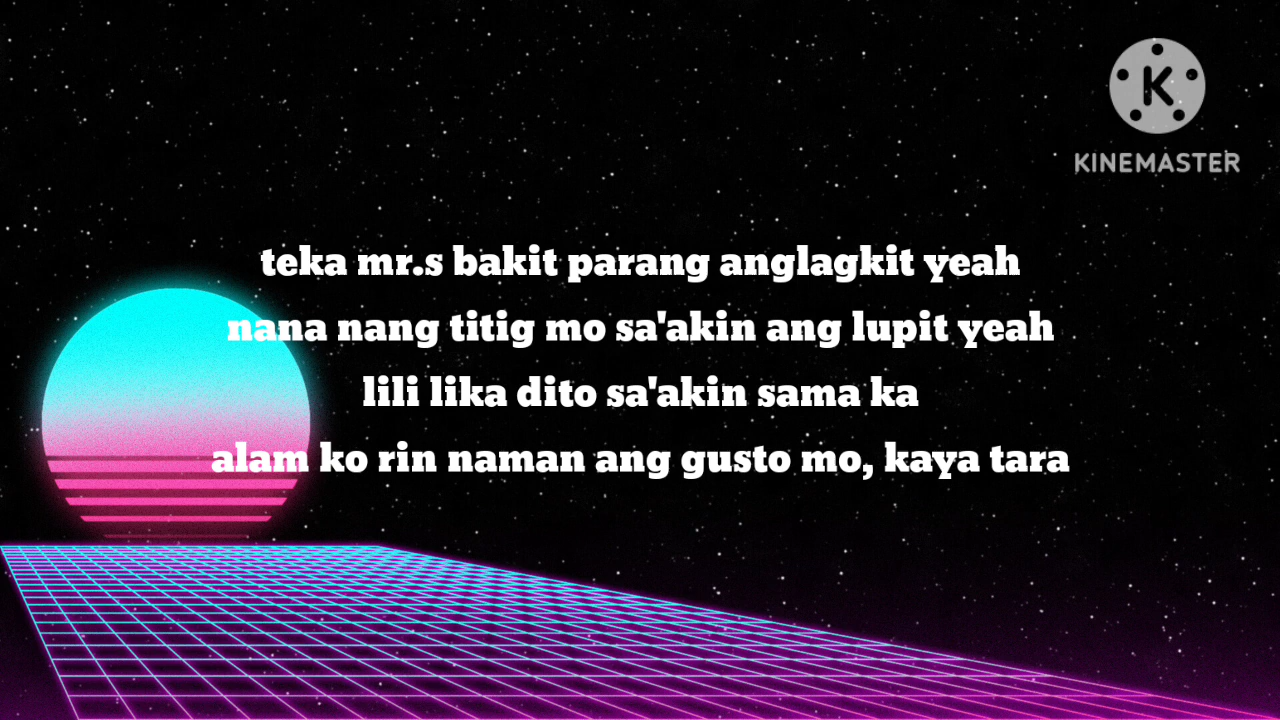 KINEMASTER
teka mr.s bakit parang anglagkit yeah
nana nang titig mo sa'akin ang lupit yeah
lili lika dito sa'akin sama ka
alam ko rin naman ang gusto mo, kaya tara